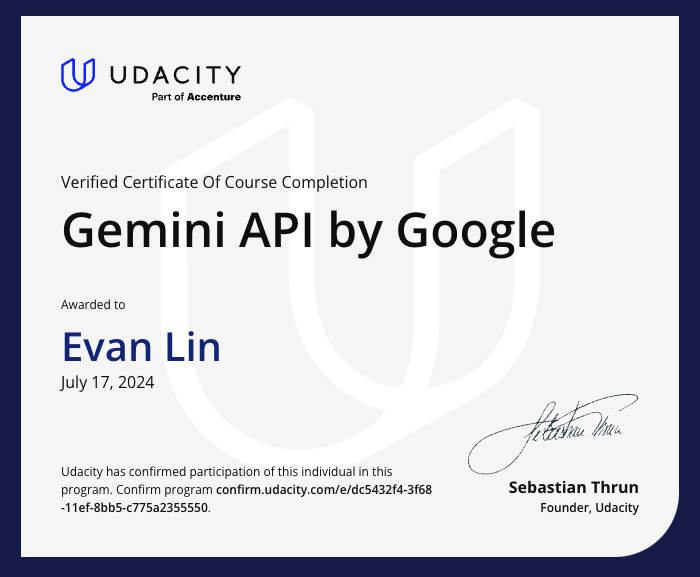 UDACITY
Part of Accenture
Verified Certificate Of Course Completion
Gemini API by Google
Awarded to
Evan Lin
July 17, 2024
Udacity has confirmed participation of this individual in this
program. Confirm program confirm.udacity.com/e/dc5432f4-3f68
-11ef-8bb5-c775a2355550.
Sebastian Thrun
Sebastian Thrun
Founder, Udacity